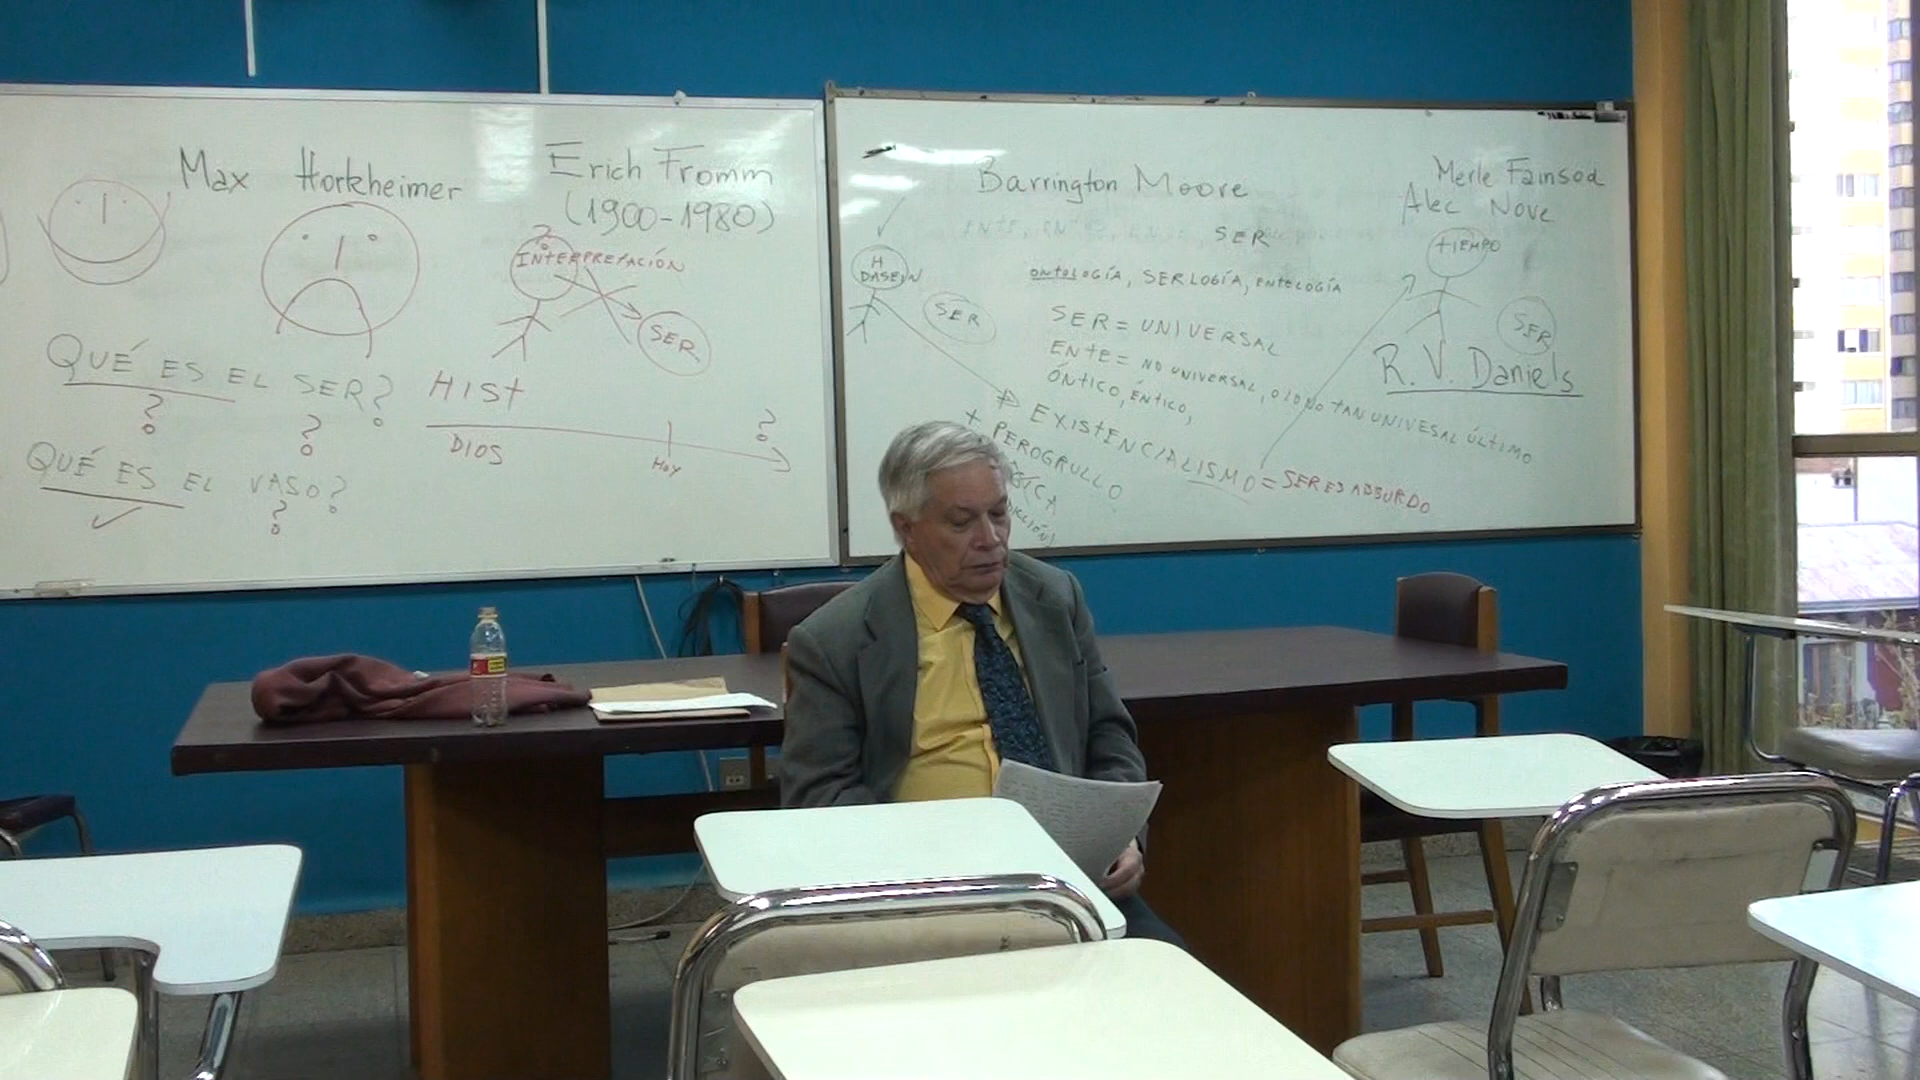 Max Horkheimer
Erich Fromm
(1900-1980)
?
INTERPRETACIÓN
SER
QUÉ ES EL SER?
?
?
HIST
DIOS
HOY
?
QUÉ ES EL VASO?
?
Barrington Moore
Merle Fainsod
Alec Nove
SER
TIEMPO
H
DASEIN
SER
ONTOLOGÍA, SERLOGÍA, ENTELOGÍA
SER = UNIVERSAL
SER
ENTE = NO UNIVERSAL, O IO NO TAN UNIVESAL ÚLTIMO
R. V. Daniels
ÓNTICO, ÉNTICO,
EXISTENCIALISMO = SER ES ABSURDO
+ PEROGRULLO